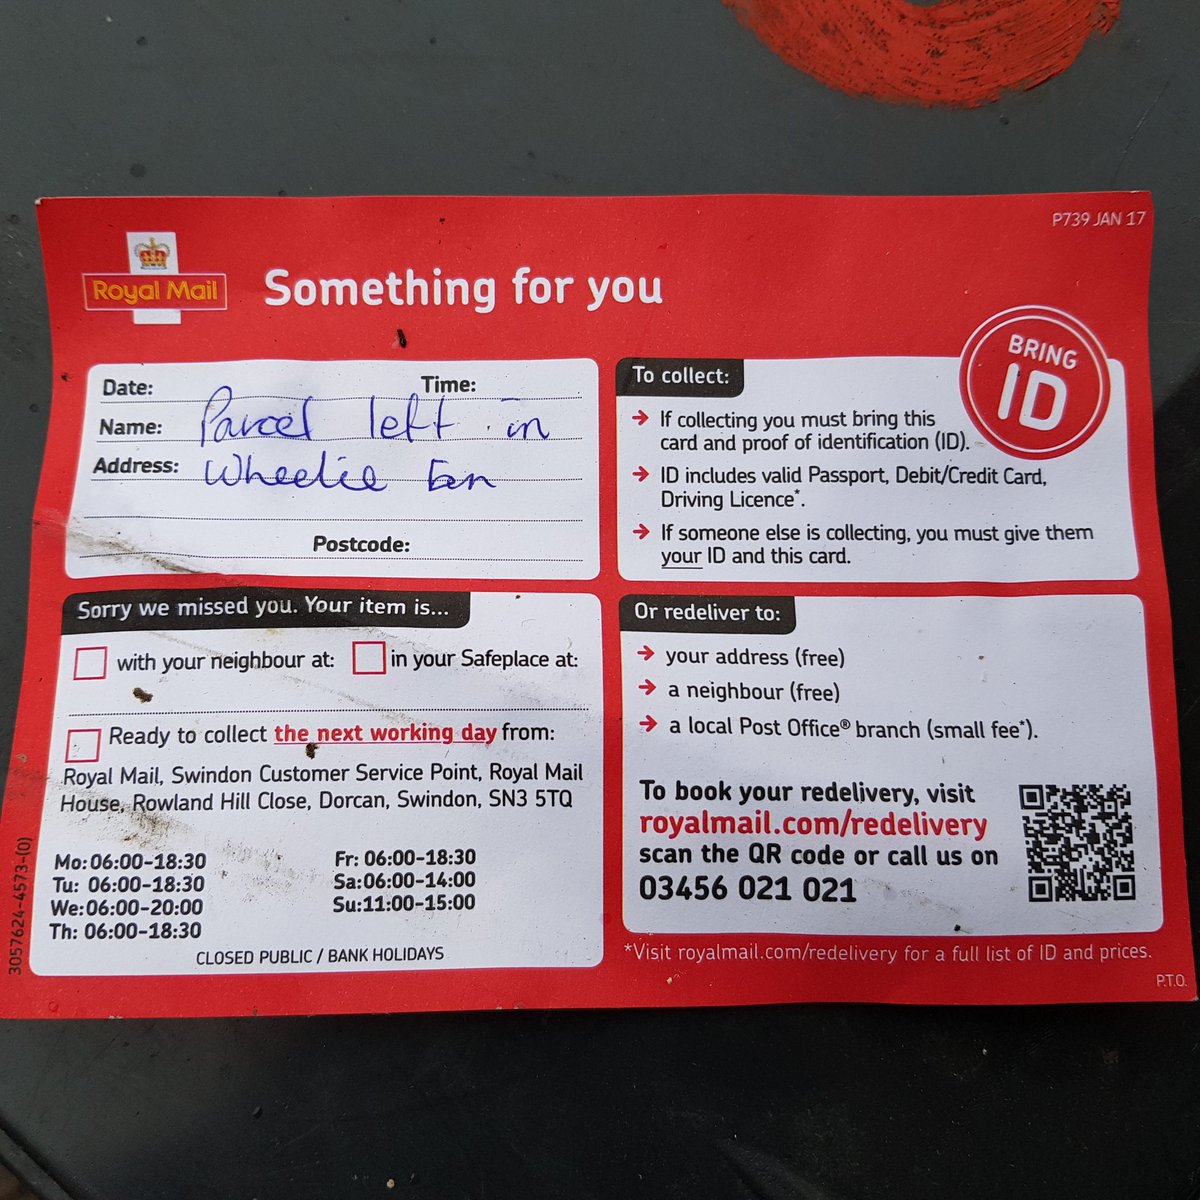 P739 JAN 17
Royal Mail
Something for you
Date: Time:
Name: Parcel left in
Address: Wheelie Bin
Postcode:
To collect:
BRING
ID
→ If collecting you must bring this
card and proof of identification (ID).
→ ID includes valid Passport, Debit/Credit Card,
Driving Licence*.
→ If someone else is collecting, you must give them
your ID and this card.
Sorry we missed you. Your item is...
with your neighbour at: in your Safeplace at:
Ready to collect the next working day from:
Royal Mail, Swindon Customer Service Point, Royal Mail
House, Rowland Hill Close, Dorcan, Swindon, SN3 5TQ
Mo: 06:00-18:30 Fr: 06:00-18:30
Tu: 06:00-18:30 Sa: 06:00-14:00
We: 06:00-20:00 Su: 11:00-15:00
Th: 06:00-18:30
CLOSED PUBLIC / BANK HOLIDAYS
3057624-4573-(0)
Or redeliver to:
→ your address (free)
→ a neighbour (free)
→ a local Post Office® branch (small fee*).
To book your redelivery, visit
royalmail.com/redelivery
scan the QR code or call us on
03456 021 021
*Visit royalmail.com/redelivery for a full list of ID and prices.
P.T.O.